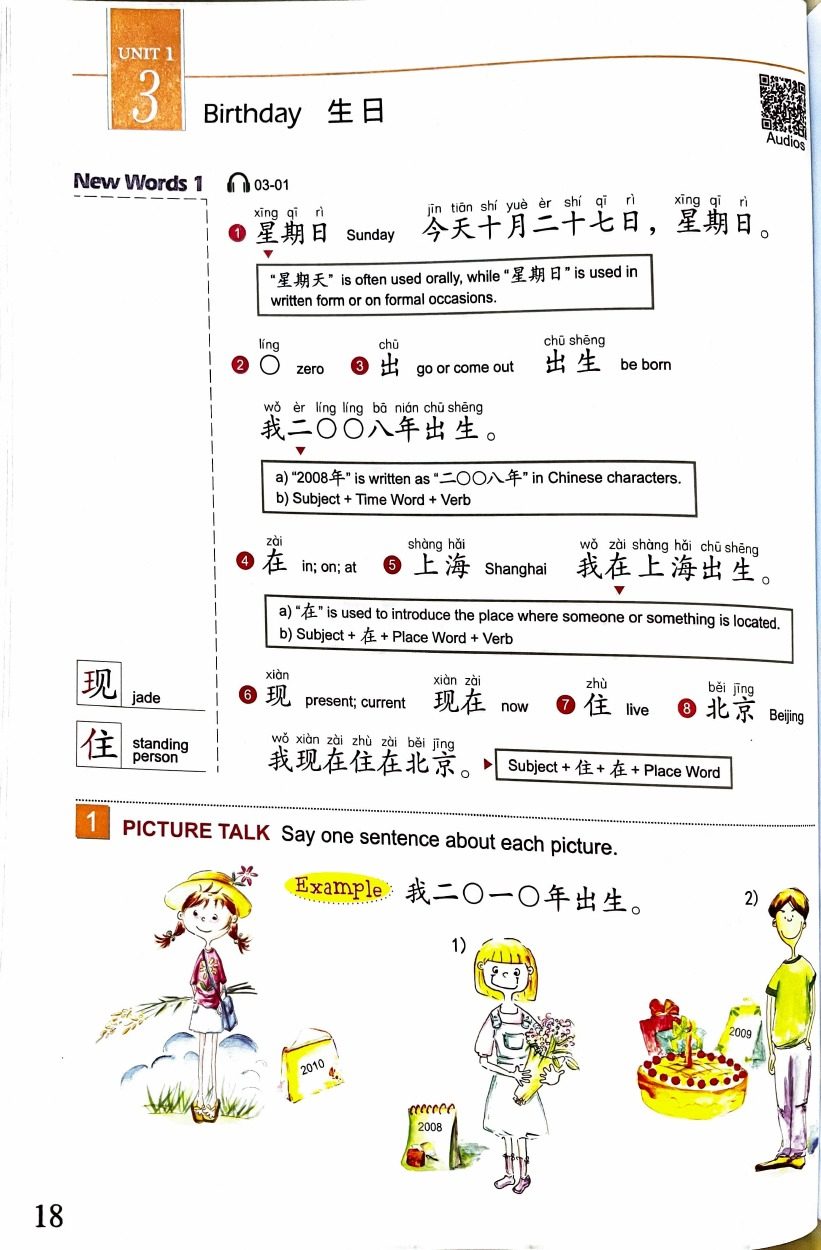 UNIT 1
3
Birthday 生日
Audios
New Words 1 03-01
xīng qī rì jīn tiān shí yuè èr shí qī rì xīng qī rì
1 星期日 Sunday 今天十月二十七日，星期日。
“星期天” is often used orally, while “星期日” is used in
written form or on formal occasions.
líng chū chū shēng
2 〇 zero 3 出 go or come out 出生 be born
wǒ èr líng líng bā nián chū shēng
我二〇〇八年出生。
a) “2008年” is written as “二〇〇八年” in Chinese characters.
b) Subject + Time Word + Verb
zài shàng hǎi wǒ zài shàng hǎi chū shēng
4 在 in; on; at 5 上海 Shanghai 我在上海出生。
a) “在” is used to introduce the place where someone or something is located.
b) Subject + 在 + Place Word + Verb
现 jade
住 standing
person
xiàn xiàn zài zhù běi jīng
6 现 present; current 现在 now 7 住 live 8 北京 Beijing
wǒ xiàn zài zhù zài běi jīng
我现在住在北京。 Subject + 住 + 在 + Place Word
1 PICTURE TALK Say one sentence about each picture.
Example 我二〇一〇年出生。
2010
1)
2008
2)
2009
18